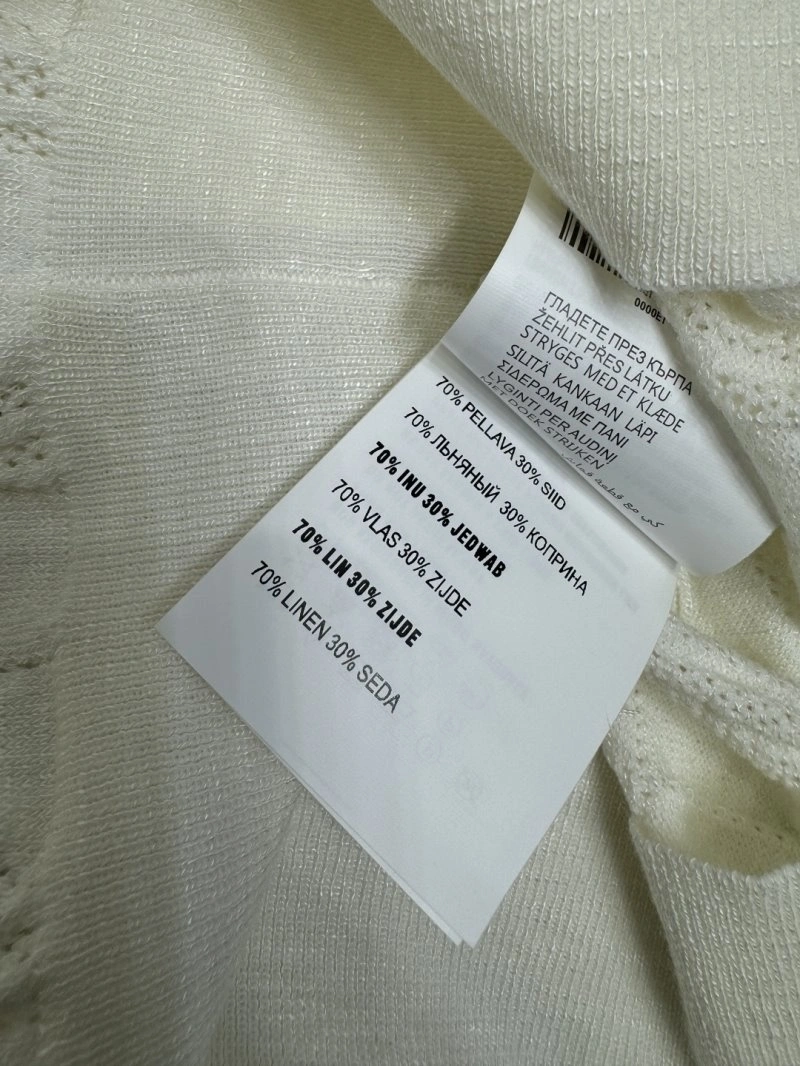 0000E1
ГЛАДЕТЕ ПРЕЗ КЪРПА
ŽEHLIT PŘES LÁTKU
STRYGES MED ET KLÆDE
SILITÄ KANKAAN LÄPI
ΣΙΔΕΡΩΜΑ ΜΕ ΠΑΝΙ
LYGINTI PER AUDINĮ
MET DOEK STRIJKEN
70% PELLAVA 30% SIID
70% ЛЬНЯНЫЙ 30% КОПРИНА
70% INU 30% JEDWAB
70% VLAS 30% ZIJDE
70% LIN 30% ZIJDE
70% LINEN 30% SEDA